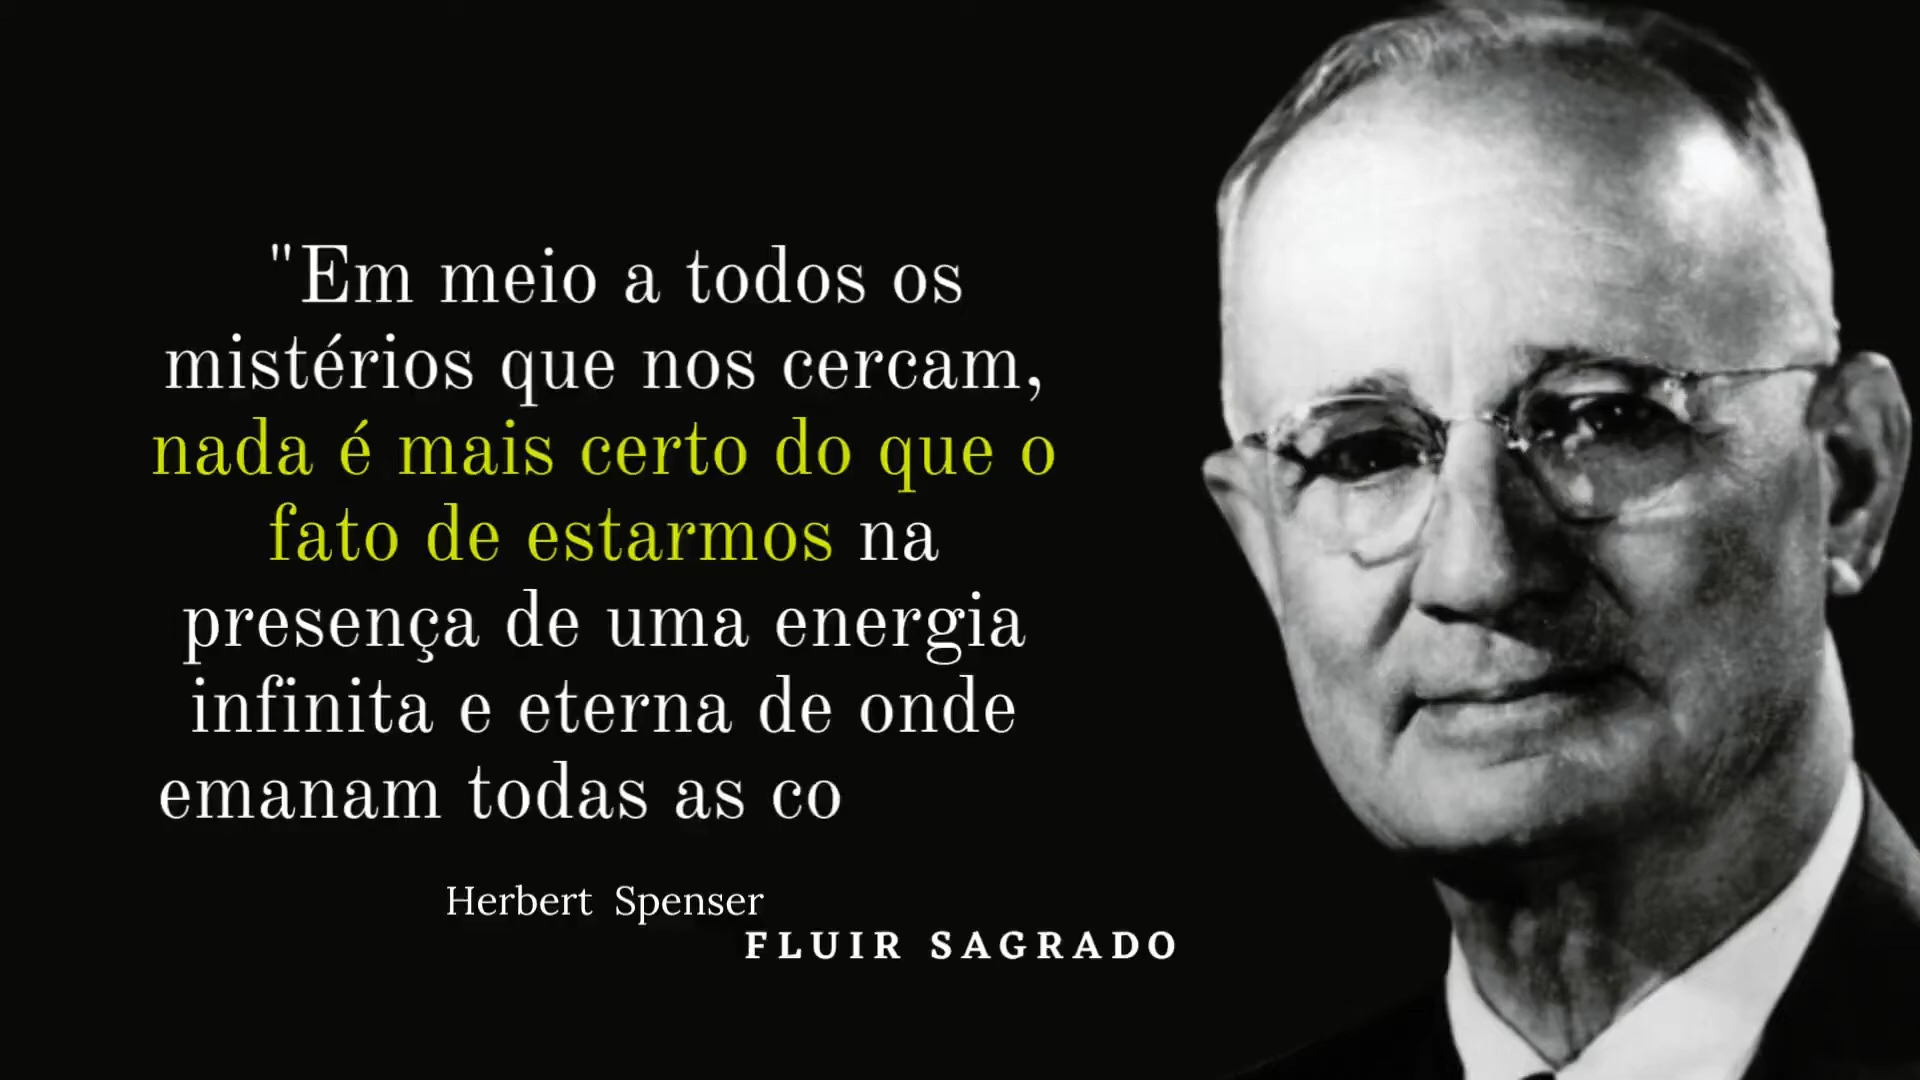 "Em meio a todos os
mistérios que nos cercam,
nada é mais certo do que o
fato de estarmos na
presença de uma energia
infinita e eterna de onde
emanam todas as co
Herbert Spenser
FLUIR SAGRADO